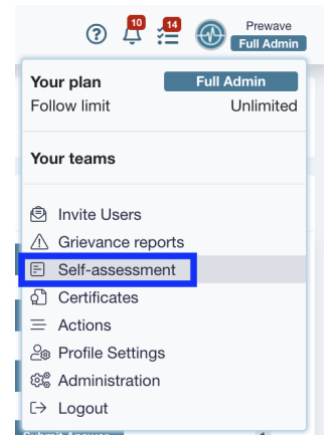 10
14
Prewave
Full Admin
Your plan Full Admin
Follow limit Unlimited
Your teams
Invite Users
Grievance reports
Self-assessment
Certificates
Actions
Profile Settings
Administration
Logout